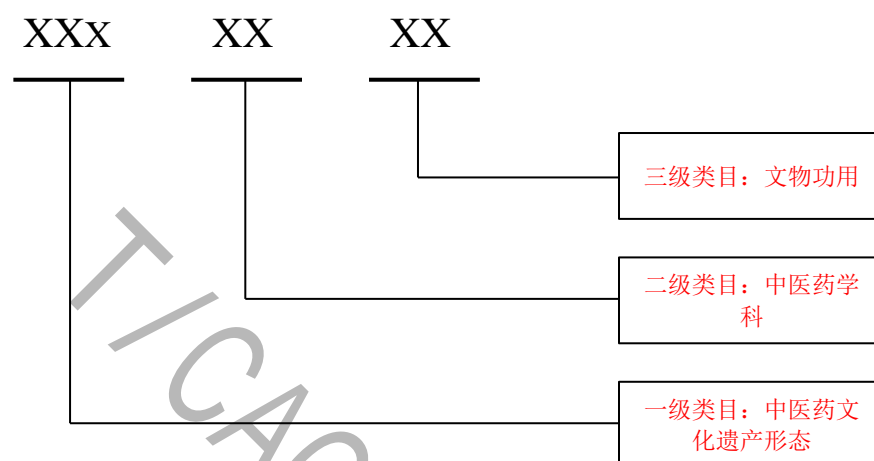 XXx XX XX
三级类目：文物功用
二级类目：中医药学
科
一级类目：中医药文
化遗产形态
T/CAC